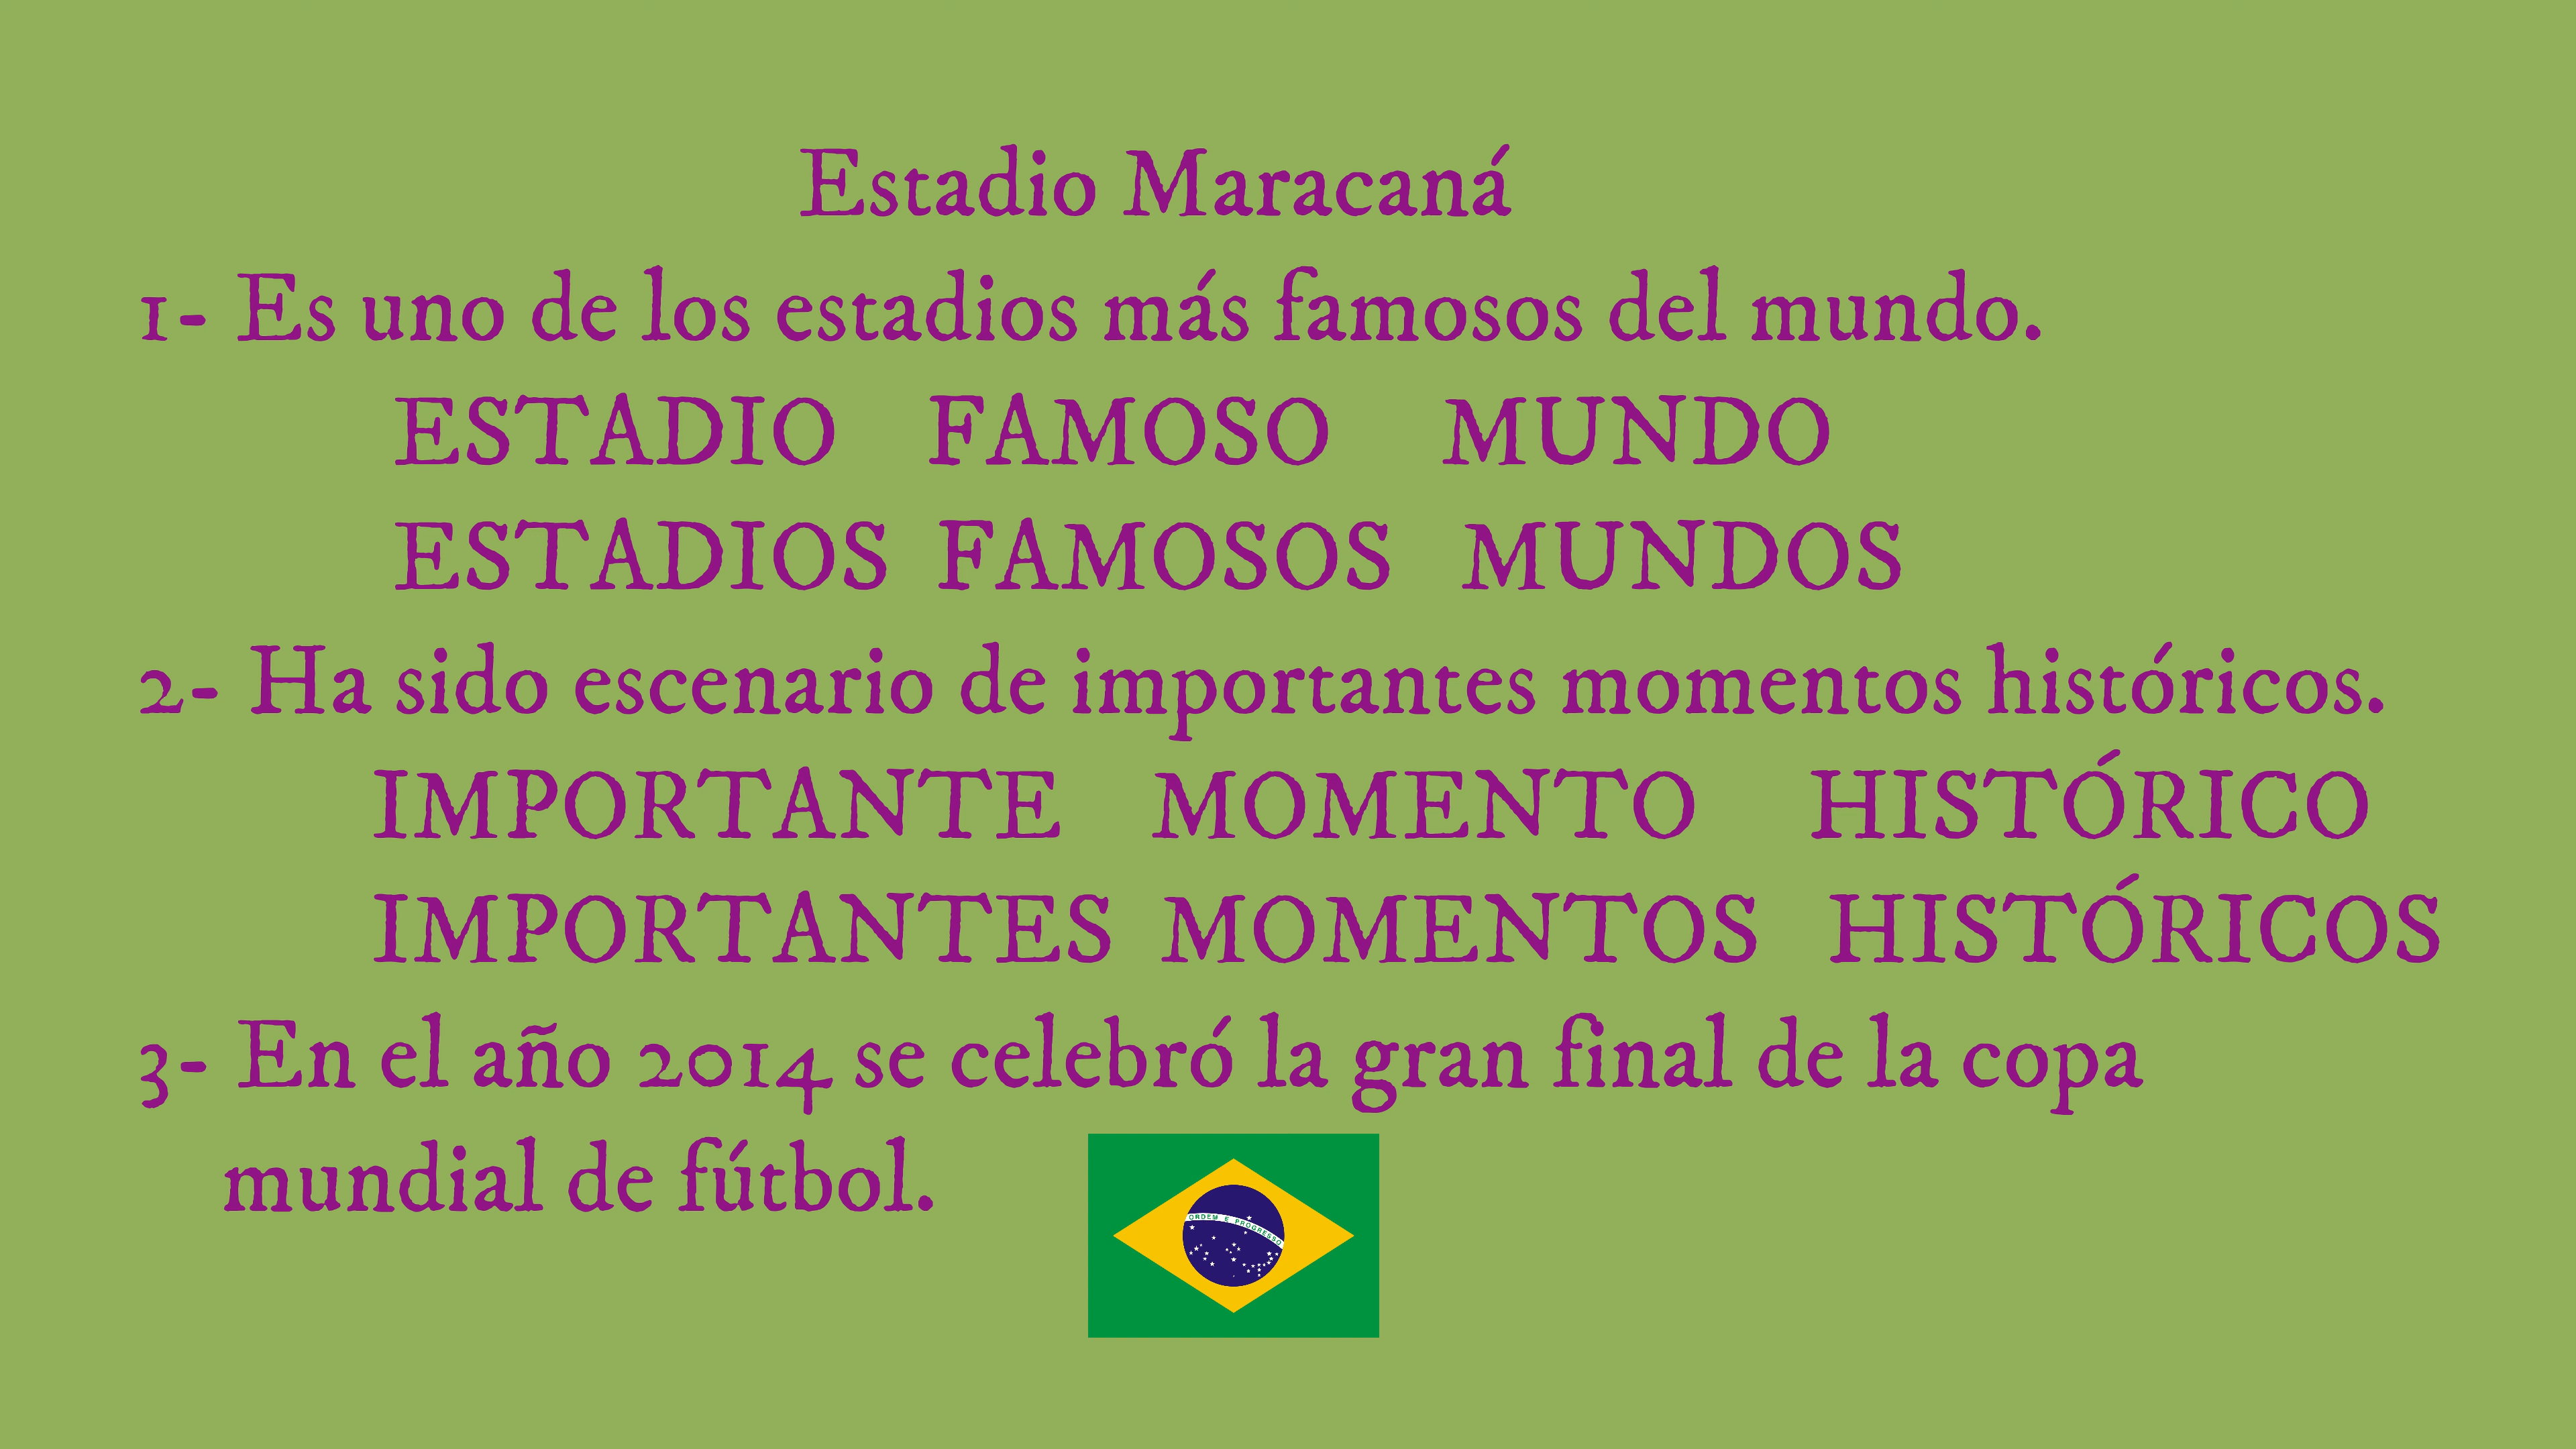 Estadio Maracaná
1- Es uno de los estadios más famosos del mundo.
ESTADIO FAMOSO MUNDO
ESTADIOS FAMOSOS MUNDOS
2- Ha sido escenario de importantes momentos históricos.
IMPORTANTE MOMENTO HISTÓRICO
IMPORTANTES MOMENTOS HISTÓRICOS
3- En el año 2014 se celebró la gran final de la copa
mundial de fútbol.
ORDEM E PROGRESSO